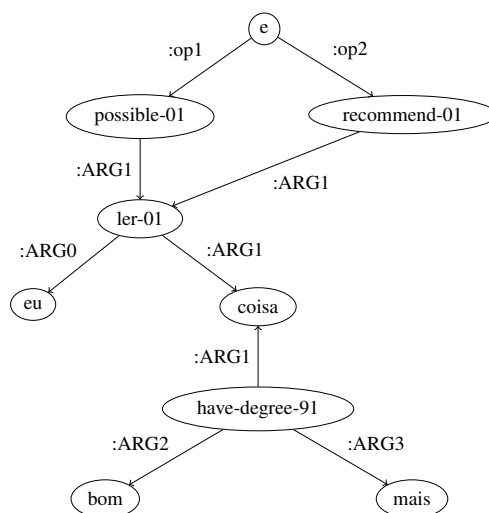 e
:op1 :op2
possible-01 recommend-01
:ARG1 :ARG1
ler-01
:ARG0 :ARG1
eu coisa
:ARG1
have-degree-91
:ARG2 :ARG3
bom mais